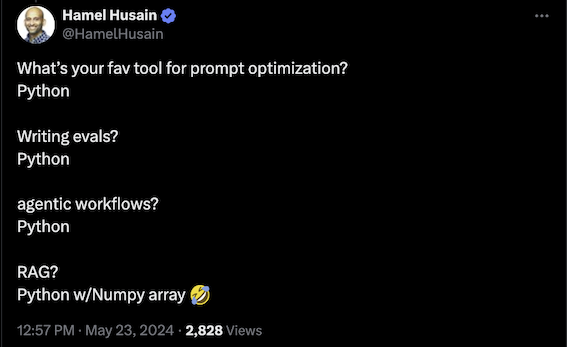 Hamel Husain
@HamelHusain
What's your fav tool for prompt optimization?
Python
Writing evals?
Python
agentic workflows?
Python
RAG?
Python w/Numpy array 🤣
12:57 PM · May 23, 2024 · 2,828 Views